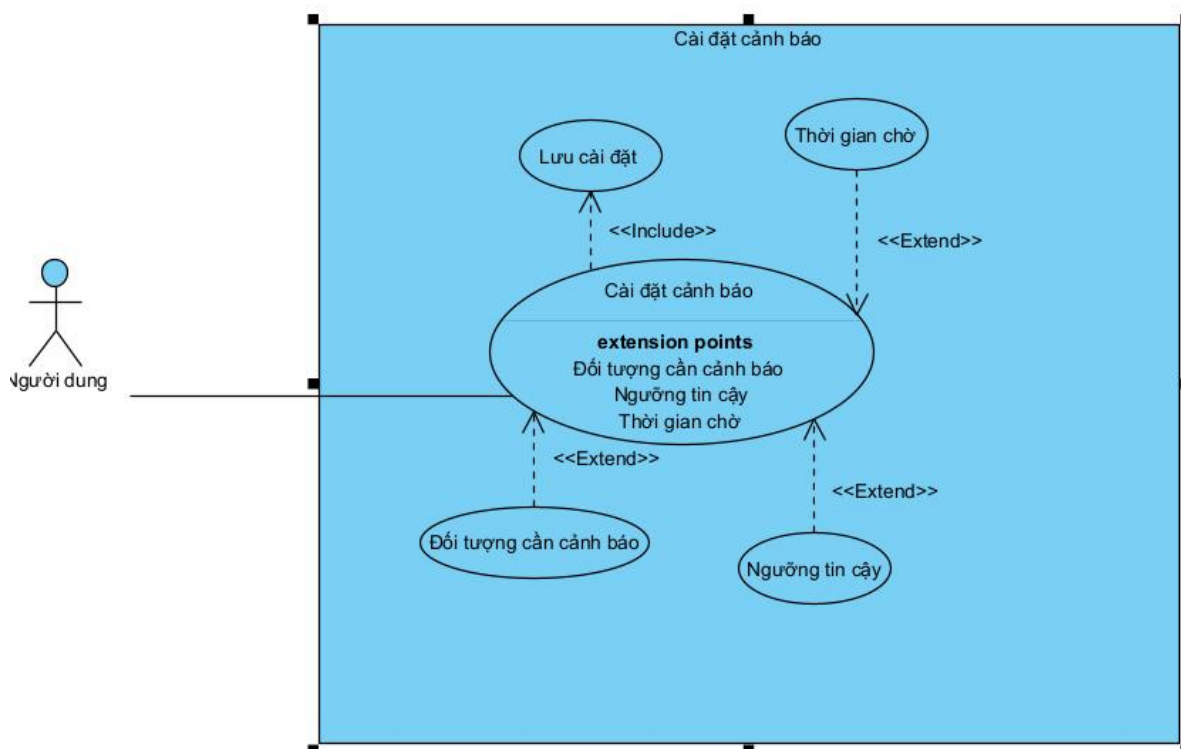 Cài đặt cảnh báo
Thời gian chờ
Lưu cài đặt
<<Include>>
<<Extend>>
Cài đặt cảnh báo
extension points
Đối tượng cần cảnh báo
Ngưỡng tin cậy
Thời gian chờ
Người dung
<<Extend>>
<<Extend>>
Đối tượng cần cảnh báo
Ngưỡng tin cậy